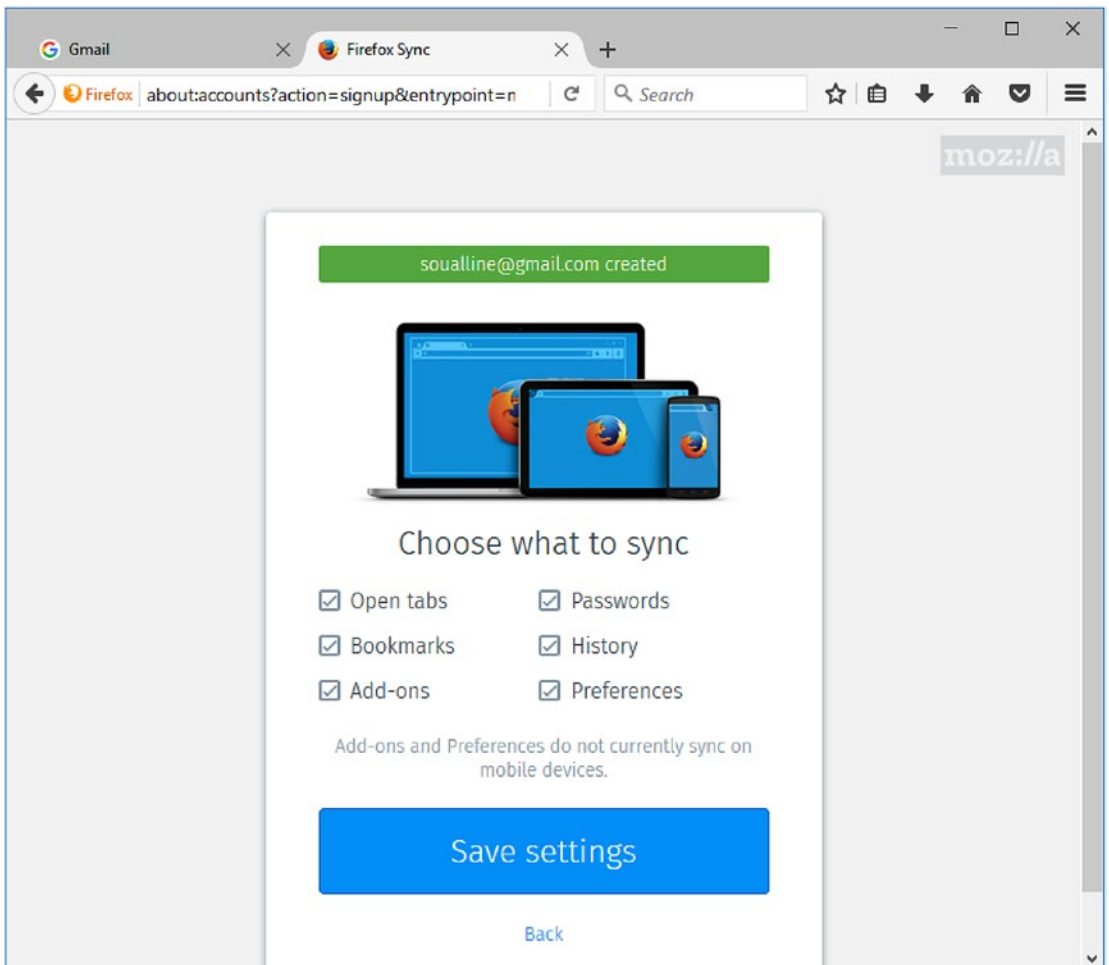 Gmail
Firefox Sync
Firefox about:accounts?action=signup&entrypoint=n Search
moz://a
soualline@gmail.com created
Choose what to sync
Open tabs Passwords
Bookmarks History
Add-ons Preferences
Add-ons and Preferences do not currently sync on
mobile devices.
Save settings
Back